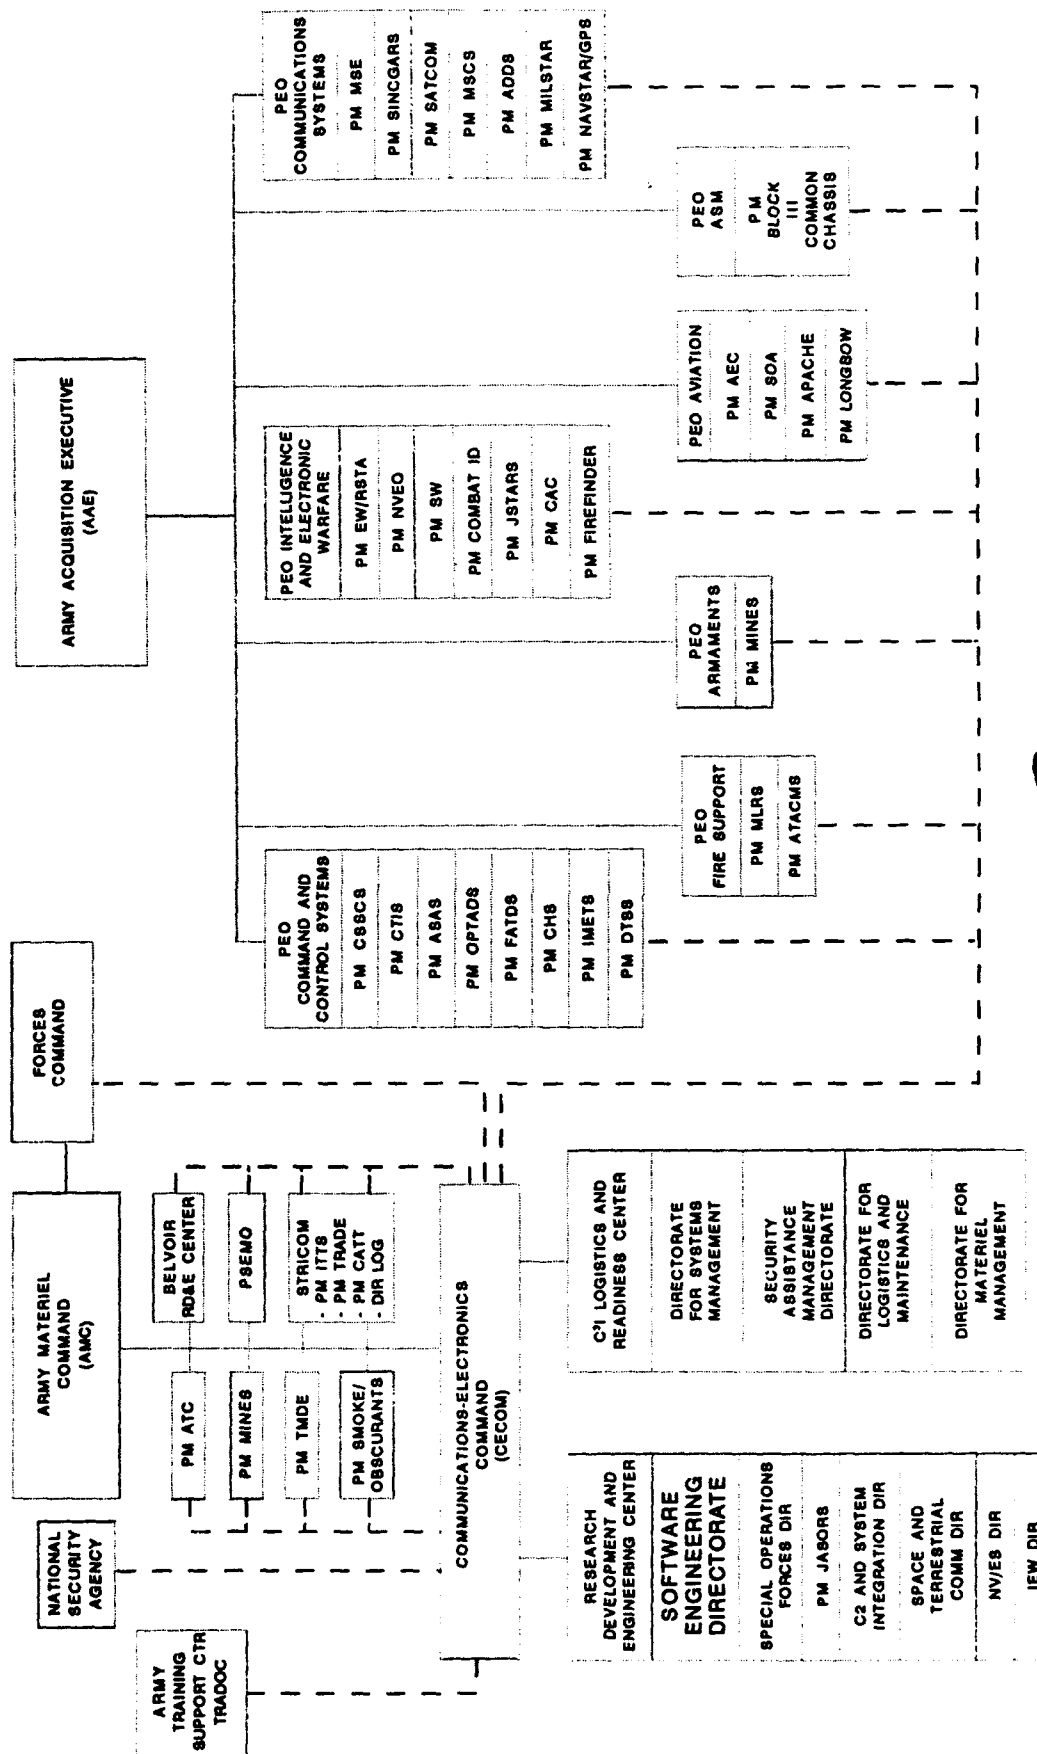 ARMY
TRAINING
SUPPORT CTR
TRADOC
NATIONAL
SECURITY
AGENCY
ARMY MATERIEL
COMMAND
(AMC)
FORCES
COMMAND
ARMY ACQUISITION EXECUTIVE
(AAE)
PM ATC
PM MINES
PM TMDE
PM SMOKE/
OBSCURANTS
BELVOIR
RD&E CENTER
PSEMO
STRICOM
- PM ITTS
- PM TRADE
- PM CATT
- DIR LOG
COMMUNICATIONS-ELECTRONICS
COMMAND
(CECOM)
RESEARCH
DEVELOPMENT AND
ENGINEERING CENTER
SOFTWARE
ENGINEERING
DIRECTORATE
SPECIAL OPERATIONS
FORCES DIR
PM JASORS
C2 AND SYSTEM
INTEGRATION DIR
SPACE AND
TERRESTRIAL
COMM DIR
NV/ES DIR
IEW DIR
C³I LOGISTICS AND
READINESS CENTER
DIRECTORATE
FOR SYSTEMS
MANAGEMENT
SECURITY
ASSISTANCE
MANAGEMENT
DIRECTORATE
DIRECTORATE FOR
LOGISTICS AND
MAINTENANCE
DIRECTORATE FOR
MATERIEL
MANAGEMENT
PEO
COMMAND AND
CONTROL SYSTEMS
PM CSSCS
PM CTIS
PM ASAS
PM OPTADS
PM FATDS
PM CHS
PM IMETS
PM DTSS
PEO
FIRE SUPPORT
PM MLRS
PM ATACMS
PEO
ARMAMENTS
PM MINES
PEO INTELLIGENCE
AND ELECTRONIC
WARFARE
PM EW/RSTA
PM NVEO
PM SW
PM COMBAT ID
PM JSTARS
PM CAC
PM FIREFINDER
PEO AVIATION
PM AEC
PM SOA
PM APACHE
PM LONGBOW
PEO
ASM
PM
BLOCK
III
COMMON
CHASSIS
PEO
COMMUNICATIONS
SYSTEMS
PM MSE
PM SINCGARS
PM SATCOM
PM MSCS
PM ADDS
PM MILSTAR
PM NAVSTAR/GPS